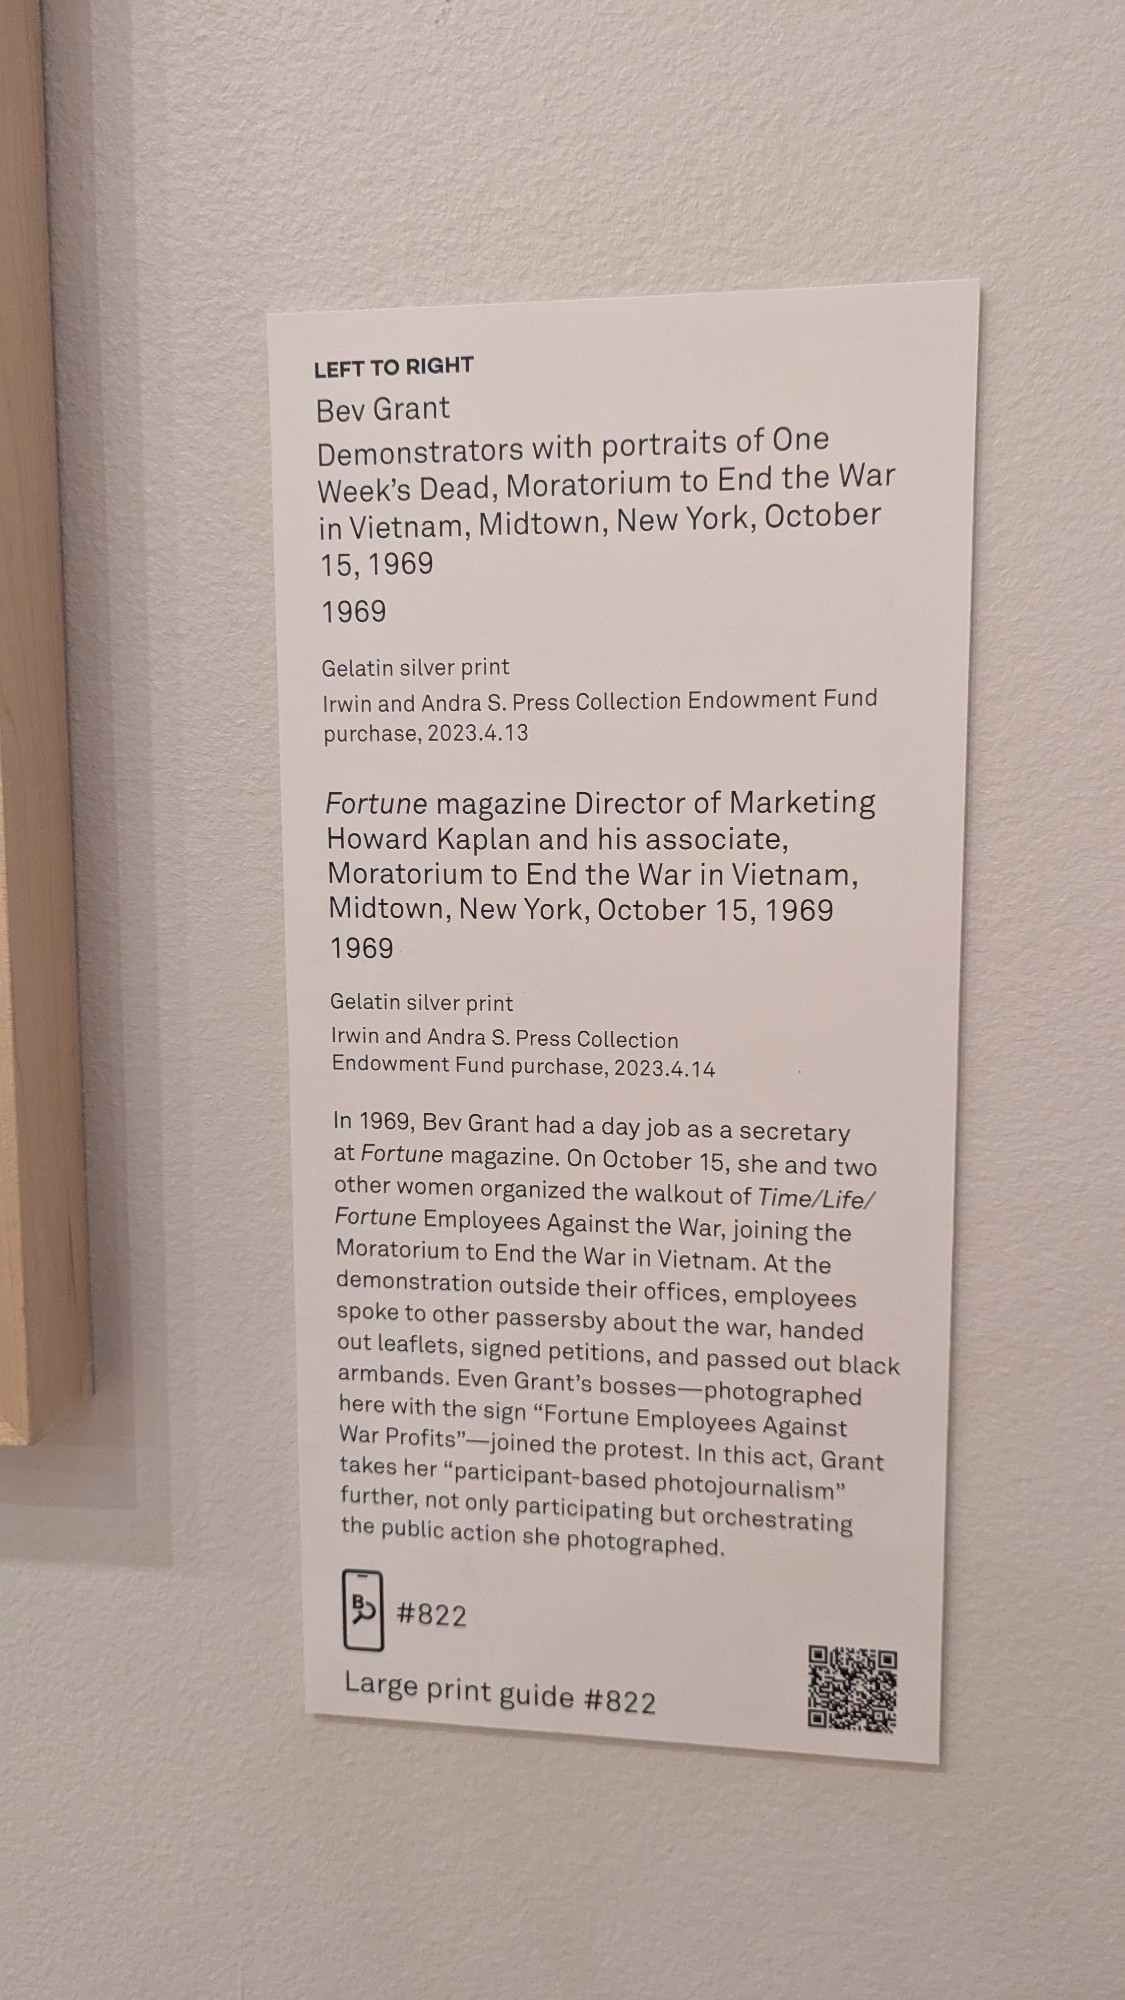 LEFT TO RIGHT
Bev Grant
Demonstrators with portraits of One
Week's Dead, Moratorium to End the War
in Vietnam, Midtown, New York, October
15, 1969
1969
Gelatin silver print
Irwin and Andra S. Press Collection Endowment Fund
purchase, 2023.4.13
Fortune magazine Director of Marketing
Howard Kaplan and his associate,
Moratorium to End the War in Vietnam,
Midtown, New York, October 15, 1969
1969
Gelatin silver print
Irwin and Andra S. Press Collection
Endowment Fund purchase, 2023.4.14
In 1969, Bev Grant had a day job as a secretary
at Fortune magazine. On October 15, she and two
other women organized the walkout of Time/Life/
Fortune Employees Against the War, joining the
Moratorium to End the War in Vietnam. At the
demonstration outside their offices, employees
spoke to other passersby about the war, handed
out leaflets, signed petitions, and passed out black
armbands. Even Grant's bosses—photographed
here with the sign “Fortune Employees Against
War Profits”—joined the protest. In this act, Grant
takes her “participant-based photojournalism”
further, not only participating but orchestrating
the public action she photographed.
B #822
Large print guide #822